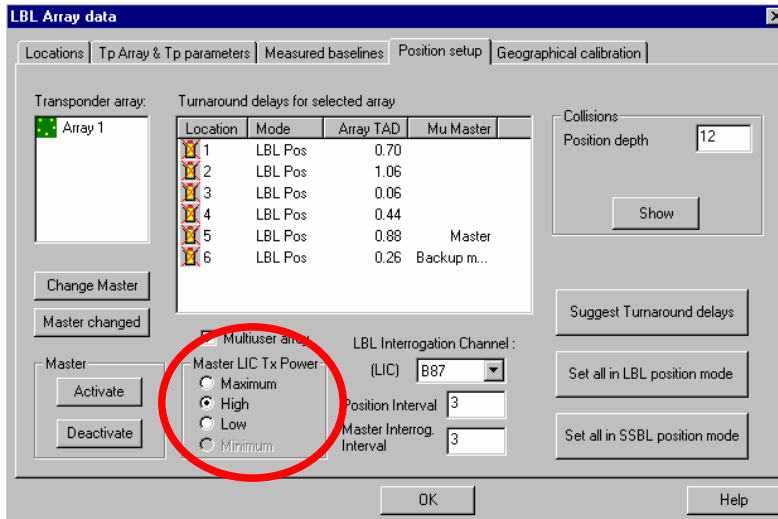 LBL Array data
Locations Tp Array & Tp parameters Measured baselines Position setup Geographical calibration
Transponder array:
Array 1
Turnaround delays for selected array
Location Mode Array TAD Mu Master
1 LBL Pos 0.70
2 LBL Pos 1.06
3 LBL Pos 0.06
4 LBL Pos 0.44
5 LBL Pos 0.88 Master
6 LBL Pos 0.26 Backup m...
Collisions
Position depth 12
Show
Change Master
Master changed
Master
Activate
Deactivate
Multiuser array
Master LIC Tx Power
Maximum
High
Low
Minimum
LBL Interrogation Channel :
(LIC) B87
Position Interval 3
Master Interrog.
Interval 3
Suggest Turnaround delays
Set all in LBL position mode
Set all in SSBL position mode
OK
Help